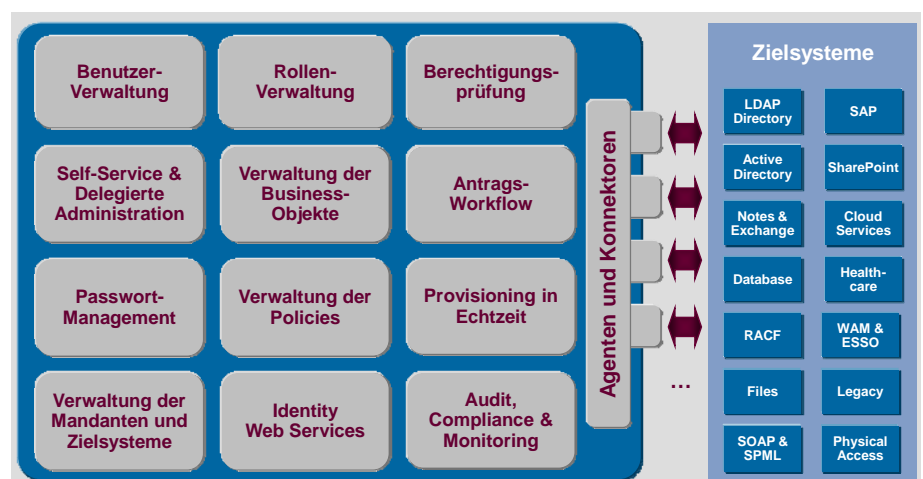 Benutzer-
Verwaltung
Rollen-
Verwaltung
Berechtigungs-
prüfung
Self-Service &
Delegierte
Administration
Verwaltung der
Business-
Objekte
Antrags-
Workflow
Passwort-
Management
Verwaltung der
Policies
Provisioning in
Echtzeit
Verwaltung der
Mandanten und
Zielsysteme
Identity
Web Services
Audit,
Compliance &
Monitoring
Agenten und Konnektoren
...
Zielsysteme
LDAP
Directory
SAP
Active
Directory
SharePoint
Notes &
Exchange
Cloud
Services
Database
Health-
care
RACF
WAM &
ESSO
Files
Legacy
SOAP &
SPML
Physical
Access